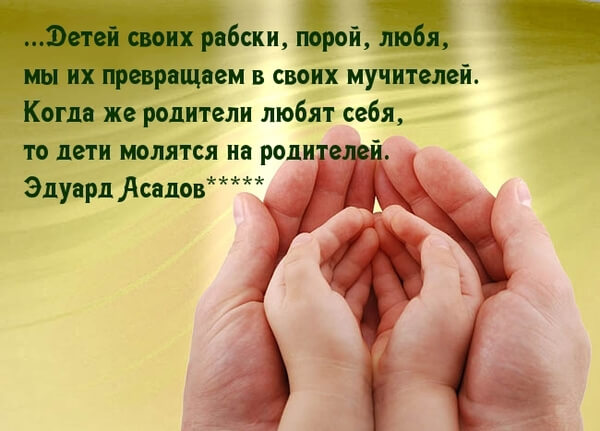 ...Детей своих рабски, порой, любя,
мы их превращаем в своих мучителей.
Когда же родители любят себя,
то дети молятся на родителей.
Эдуард Асадов*****